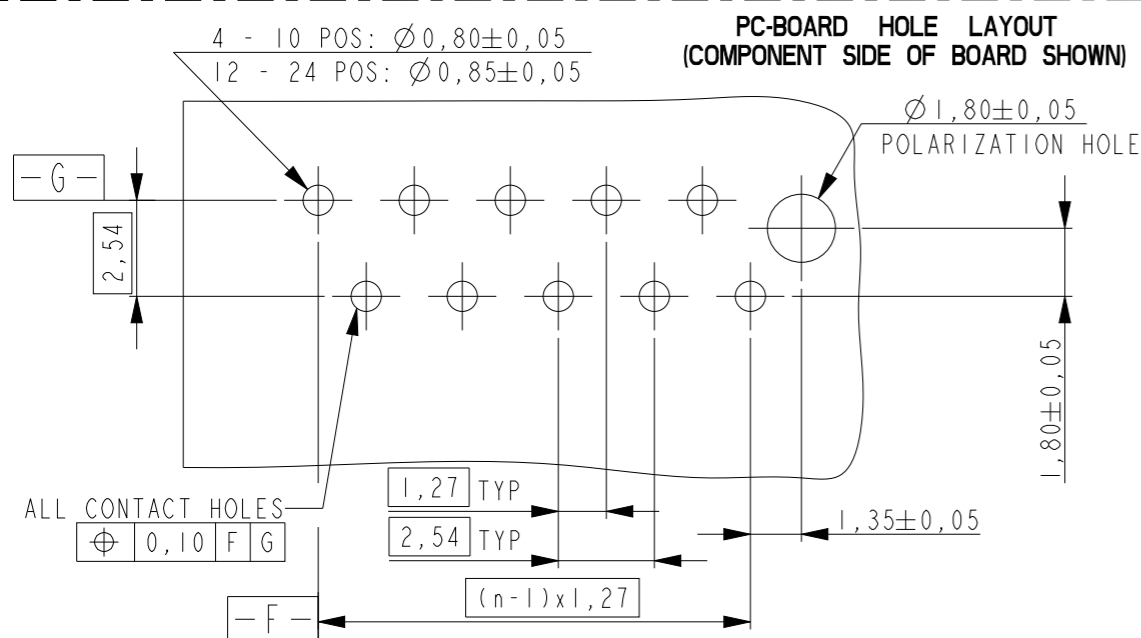 PC-BOARD HOLE LAYOUT
(COMPONENT SIDE OF BOARD SHOWN)
4 - 10 POS: Ø0,80±0,05
12 - 24 POS: Ø0,85±0,05
Ø1,80±0,05
POLARIZATION HOLE
-G-
2,54
1,80±0,05
ALL CONTACT HOLES
⌖ 0,10 F G
1,27 TYP
2,54 TYP
1,35±0,05
(n-1)x1,27
-F-